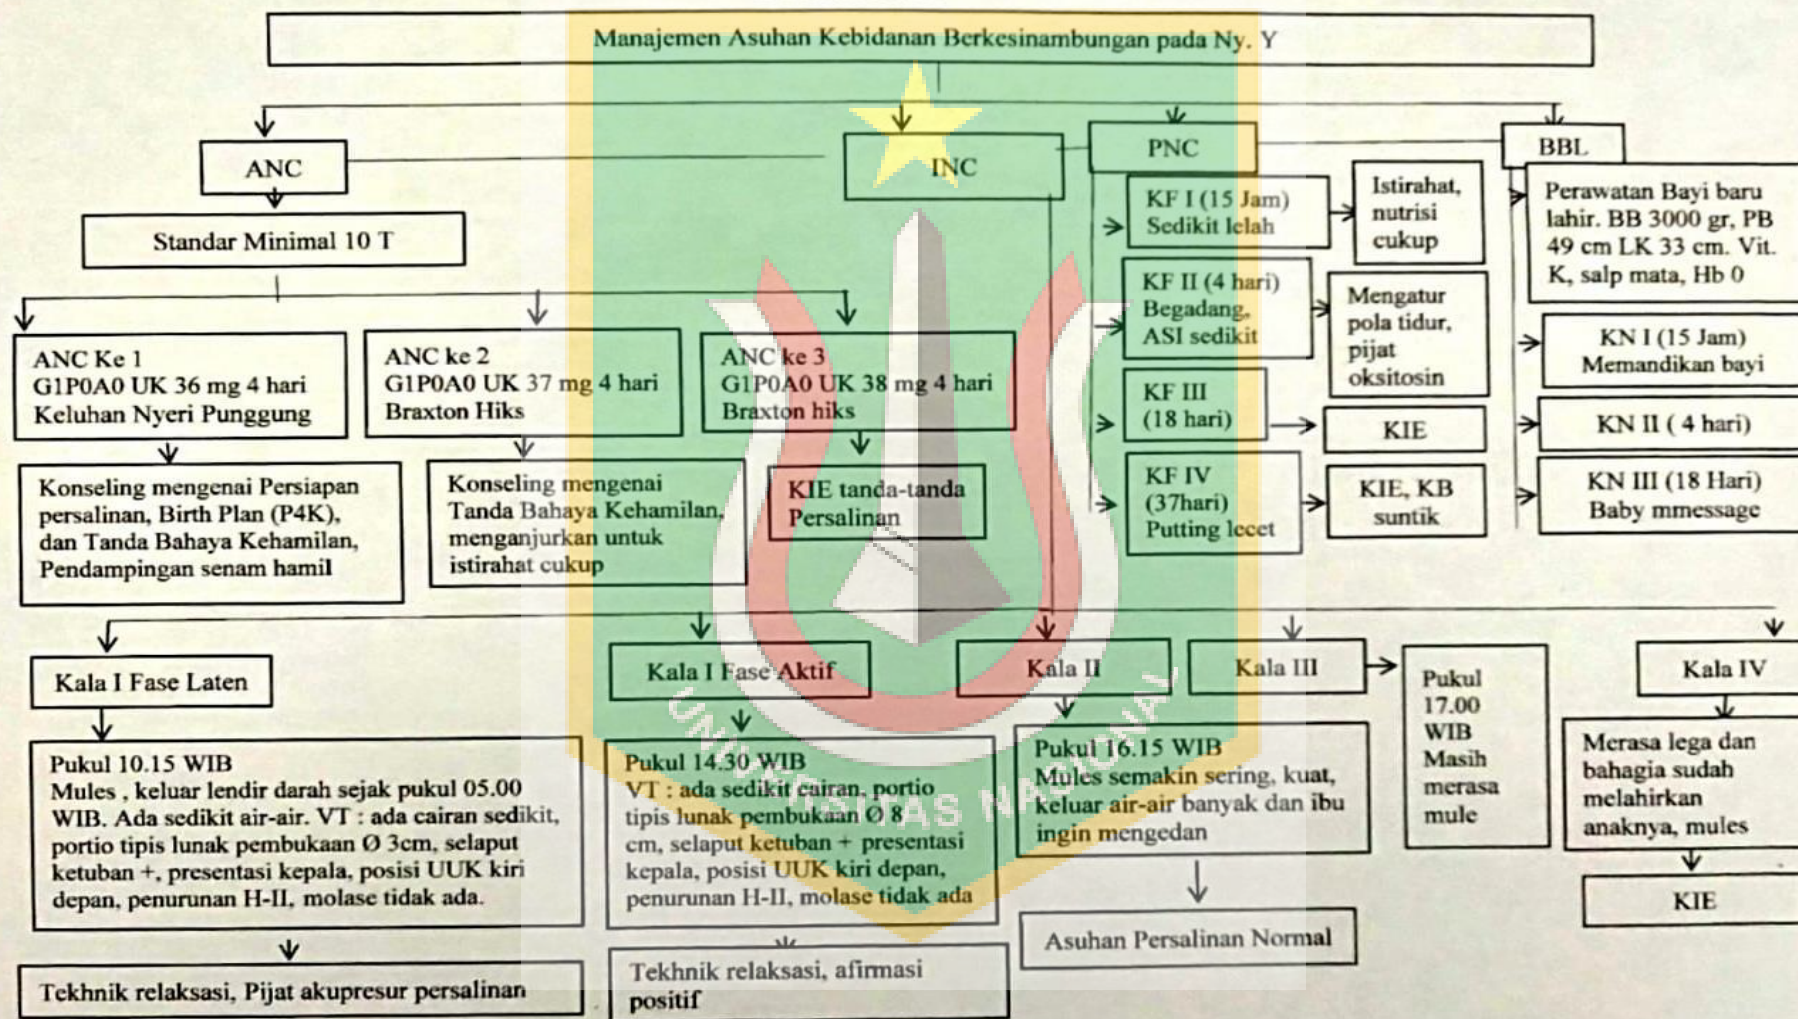 Manajemen Asuhan Kebidanan Berkesinambungan pada Ny. Y
ANC
INC
PNC
BBL
Standar Minimal 10 T
ANC Ke 1
G1P0A0 UK 36 mg 4 hari
Keluhan Nyeri Punggung
ANC ke 2
G1P0A0 UK 37 mg 4 hari
Braxton Hiks
ANC ke 3
G1P0A0 UK 38 mg 4 hari
Braxton hiks
Konseling mengenai Persiapan
persalinan, Birth Plan (P4K),
dan Tanda Bahaya Kehamilan,
Pendampingan senam hamil
Konseling mengenai
Tanda Bahaya Kehamilan,
menganjurkan untuk
istirahat cukup
KIE tanda-tanda
Persalinan
KF I (15 Jam)
Sedikit lelah
Istirahat,
nutrisi
cukup
KF II (4 hari)
Begadang,
ASI sedikit
Mengatur
pola tidur,
pijat
oksitosin
KF III
(18 hari)
KIE
KF IV
(37hari)
Putting lecet
KIE, KB
suntik
Perawatan Bayi baru
lahir. BB 3000 gr, PB
49 cm LK 33 cm. Vit.
K, salp mata, Hb 0
KN I (15 Jam)
Memandikan bayi
KN II ( 4 hari)
KN III (18 Hari)
Baby mmessage
Kala I Fase Laten
Pukul 10.15 WIB
Mules , keluar lendir darah sejak pukul 05.00
WIB. Ada sedikit air-air. VT : ada cairan sedikit,
portio tipis lunak pembukaan Ø 3cm, selaput
ketuban +, presentasi kepala, posisi UUK kiri
depan, penurunan H-II, molase tidak ada.
Tekhnik relaksasi, Pijat akupresur persalinan
Kala I Fase Aktif
Pukul 14.30 WIB
VT : ada sedikit cairan, portio
tipis lunak pembukaan Ø 8
cm, selaput ketuban + presentasi
kepala, posisi UUK kiri depan,
penurunan H-II, molase tidak ada
Tekhnik relaksasi, afirmasi
positif
Kala II
Pukul 16.15 WIB
Mules semakin sering, kuat,
keluar air-air banyak dan ibu
ingin mengedan
Asuhan Persalinan Normal
Kala III
Pukul
17.00
WIB
Masih
merasa
mule
Kala IV
Merasa lega dan
bahagia sudah
melahirkan
anaknya, mules
KIE
UNIVERSITAS NASIONAL